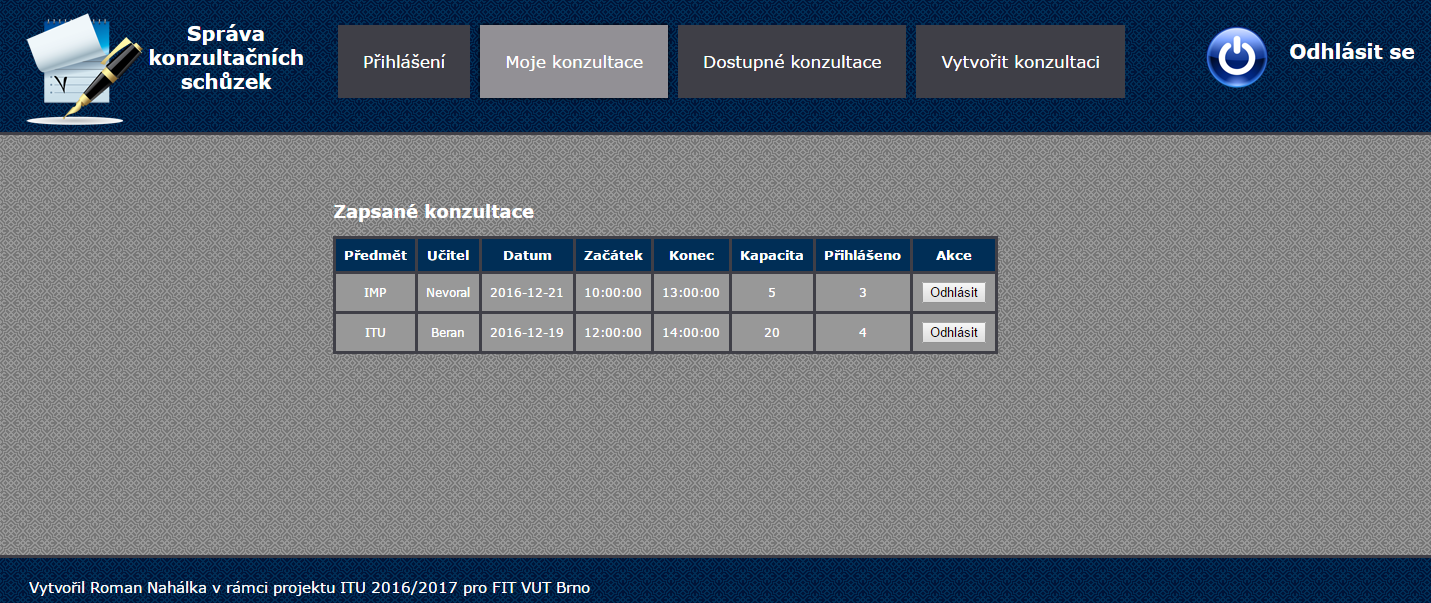 Správa
konzultačních
schůzek
Přihlášení
Moje konzultace
Dostupné konzultace
Vytvořit konzultaci
Odhlásit se
Zapsané konzultace
Předmět Učitel Datum Začátek Konec Kapacita Přihlášeno Akce
IMP Nevoral 2016-12-21 10:00:00 13:00:00 5 3 Odhlásit
ITU Beran 2016-12-19 12:00:00 14:00:00 20 4 Odhlásit
Vytvořil Roman Nahálka v rámci projektu ITU 2016/2017 pro FIT VUT Brno